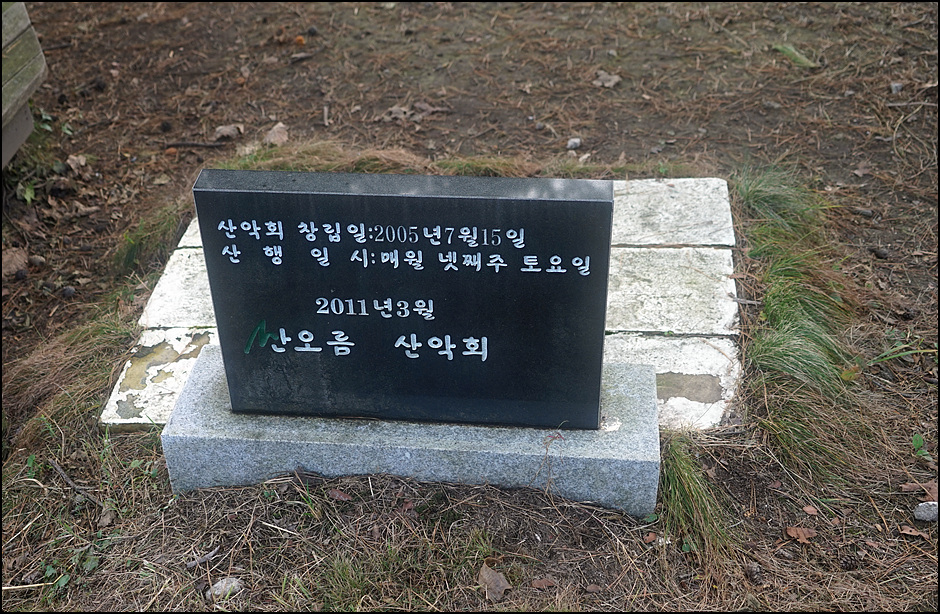 산악회 창립일:2005년7월15일
산 행 일 시:매월 넷째주 토요일
2011년3월
산오름 산악회